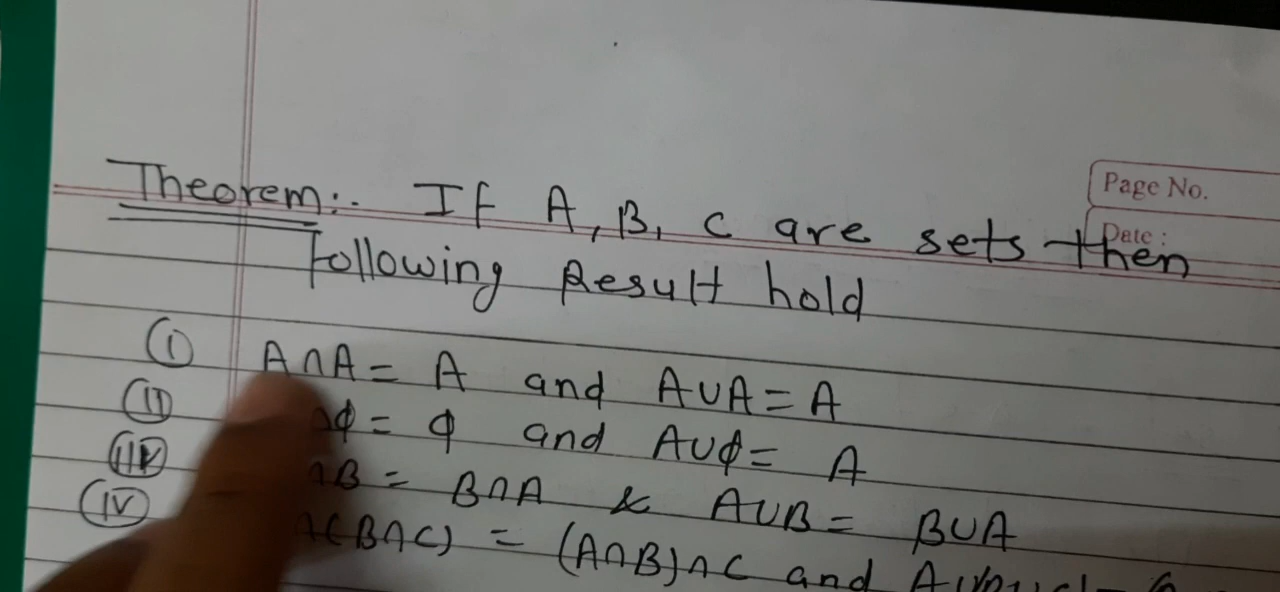 Page No.
Date :
Theorem:- If A, B, C are sets then
following Result hold
(i) A∩A = A and A∪A = A
(ii) ∩ϕ = ϕ and A∪ϕ = A
(iii) ∩B = B∩A & A∪B = B∪A
(iv) ∩(B∩C) = (A∩B)∩C and